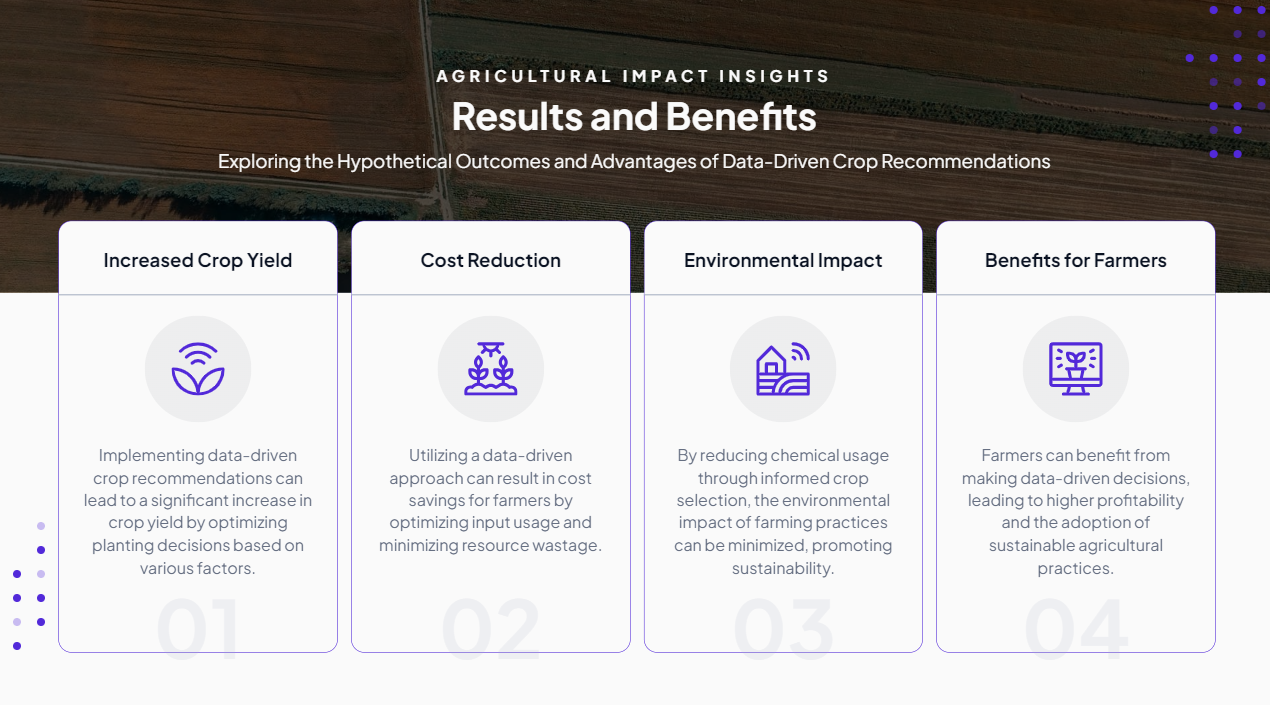 AGRICULTURAL IMPACT INSIGHTS
Results and Benefits
Exploring the Hypothetical Outcomes and Advantages of Data-Driven Crop Recommendations
Increased Crop Yield
Implementing data-driven
crop recommendations can
lead to a significant increase in
crop yield by optimizing
planting decisions based on
various factors.
01
Cost Reduction
Utilizing a data-driven
approach can result in cost
savings for farmers by
optimizing input usage and
minimizing resource wastage.
02
Environmental Impact
By reducing chemical usage
through informed crop
selection, the environmental
impact of farming practices
can be minimized, promoting
sustainability.
03
Benefits for Farmers
Farmers can benefit from
making data-driven decisions,
leading to higher profitability
and the adoption of
sustainable agricultural
practices.
04